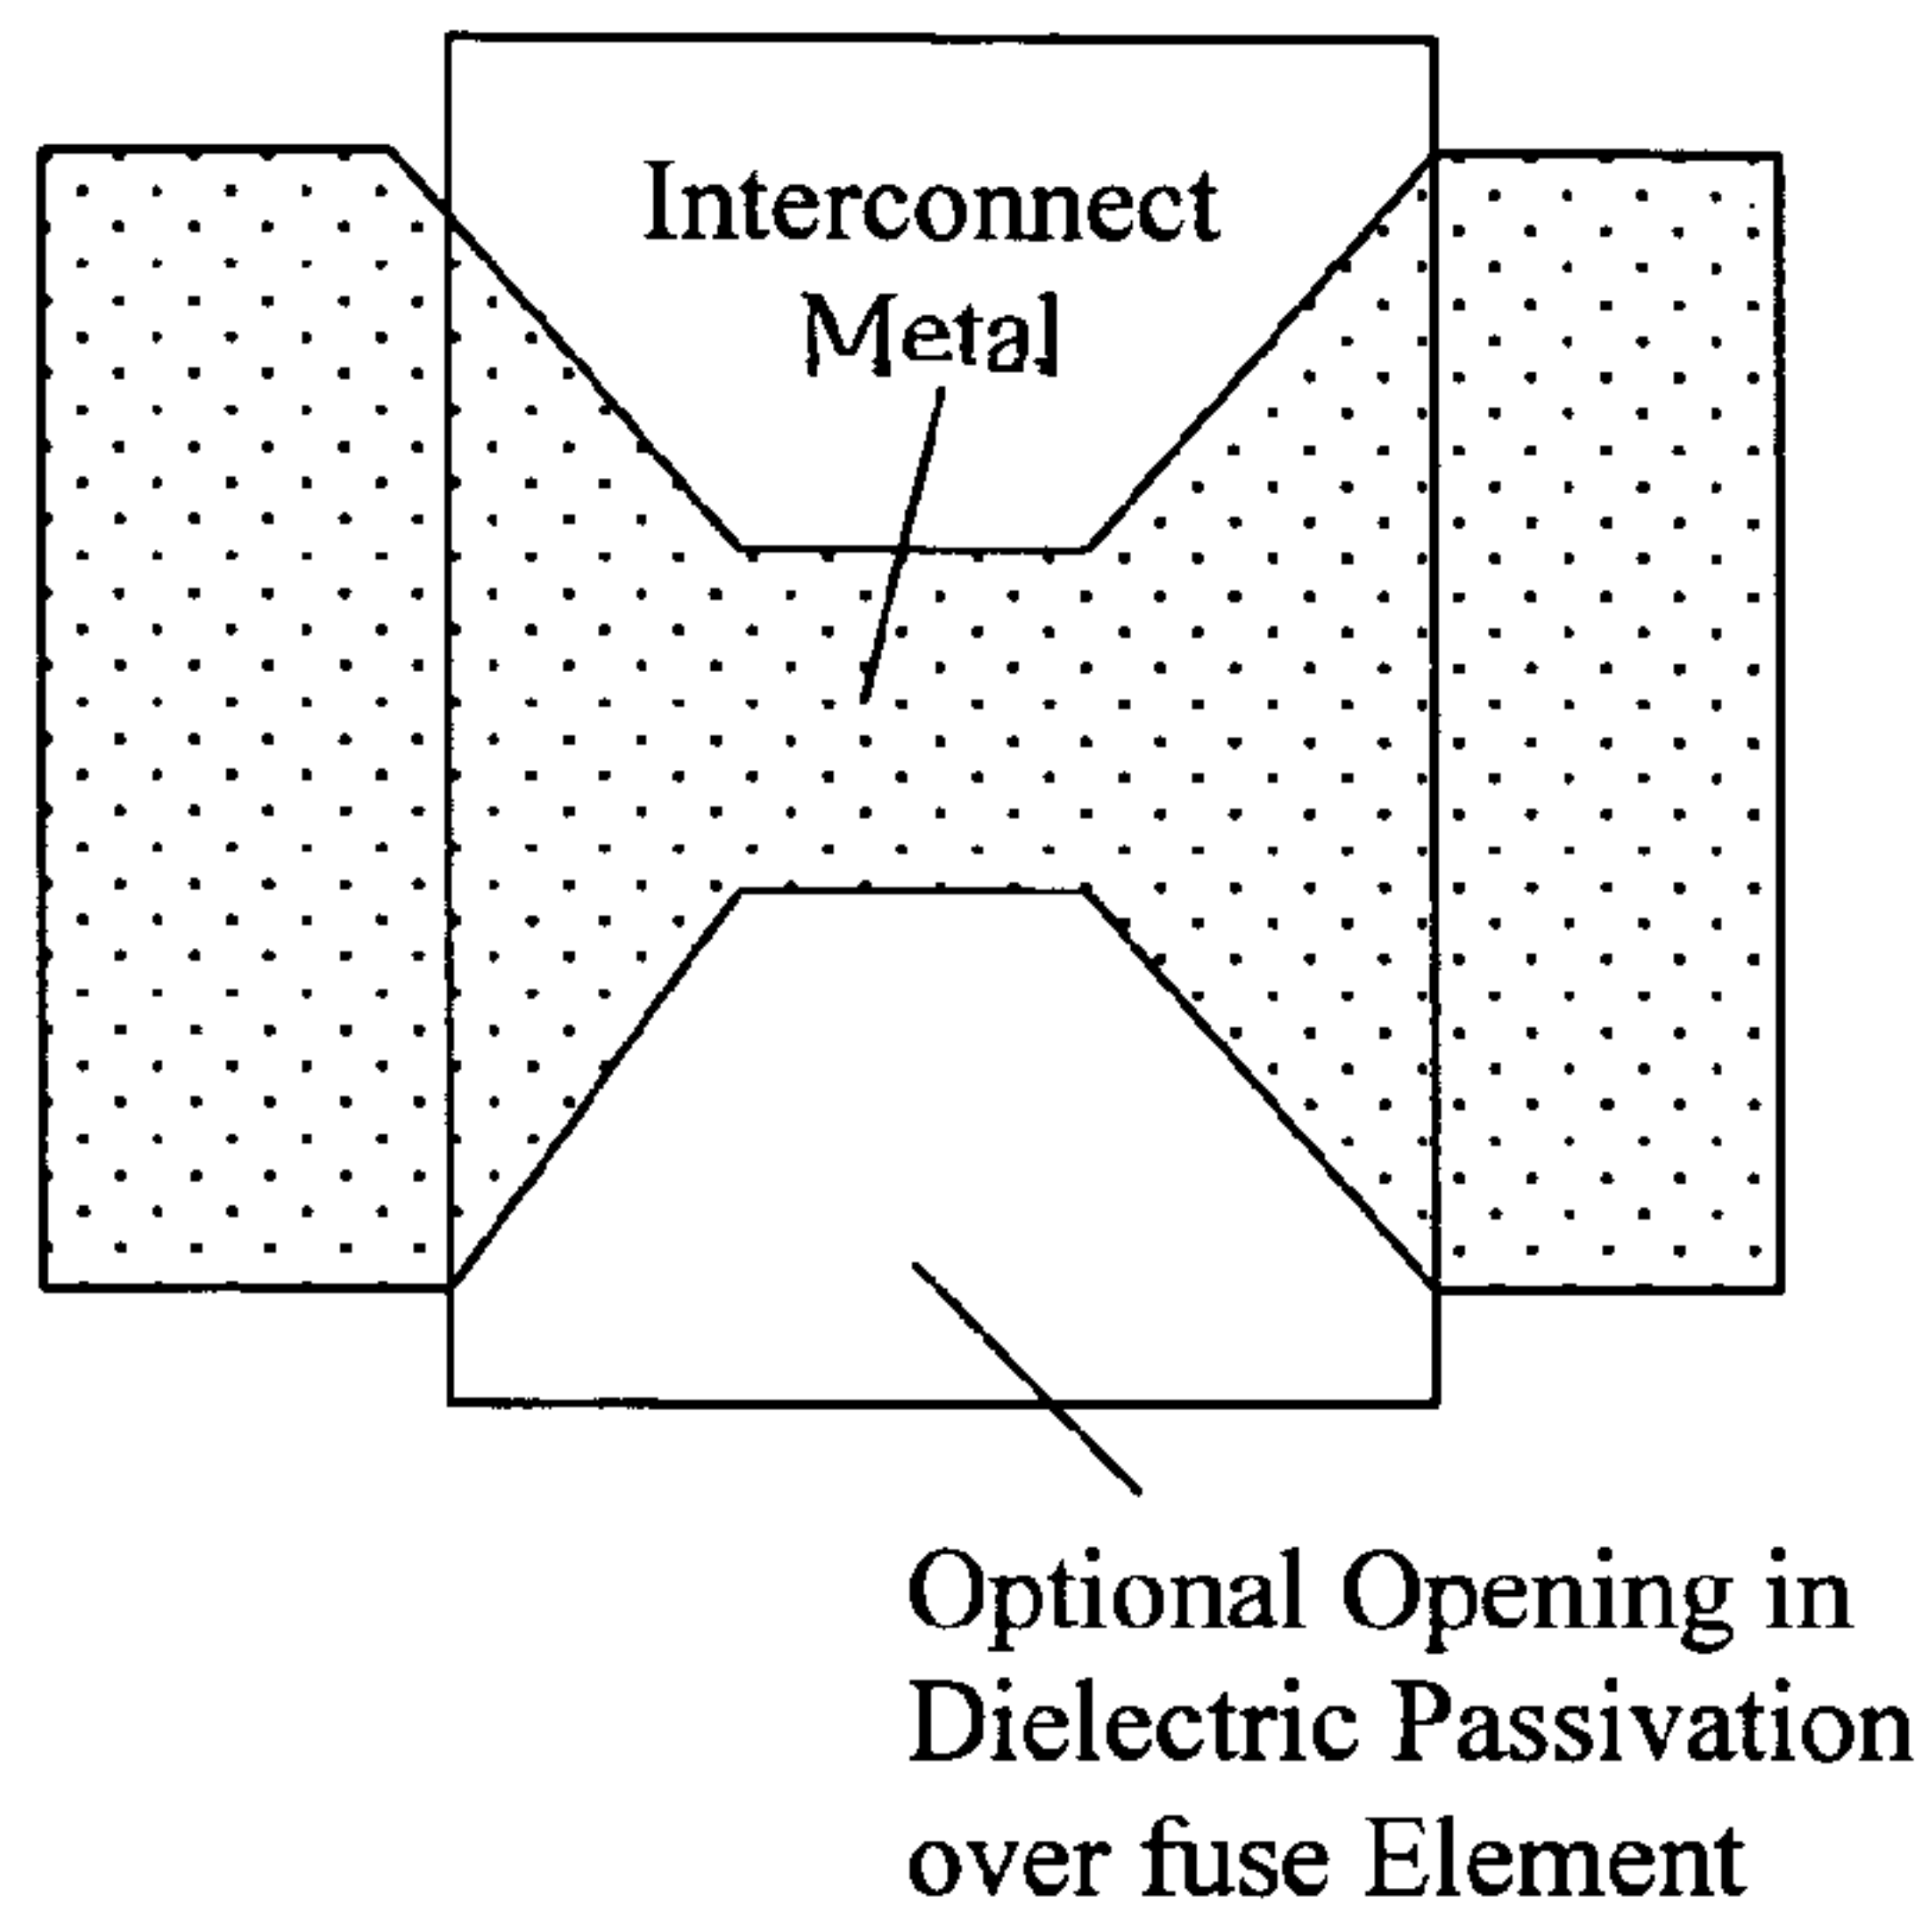 Interconnect
Metal
Optional Opening in
Dielectric Passivation
over fuse Element